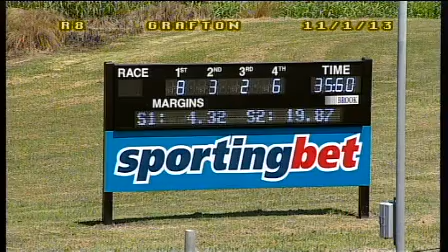 R8 GRAFTON 11/1/13
RACE 1ST 2ND 3RD 4TH TIME
8 3 2 6 35:60
MARGINS BROOK
S1: 4.32 S2: 19.87
sportingbet